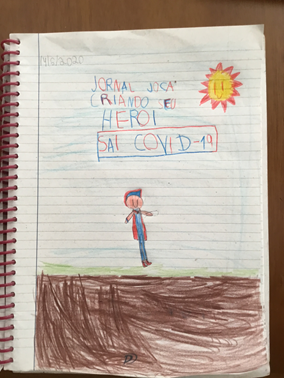 JORNAL JOCA
CRIANDO SEU
HEROI
SAI COVID-19